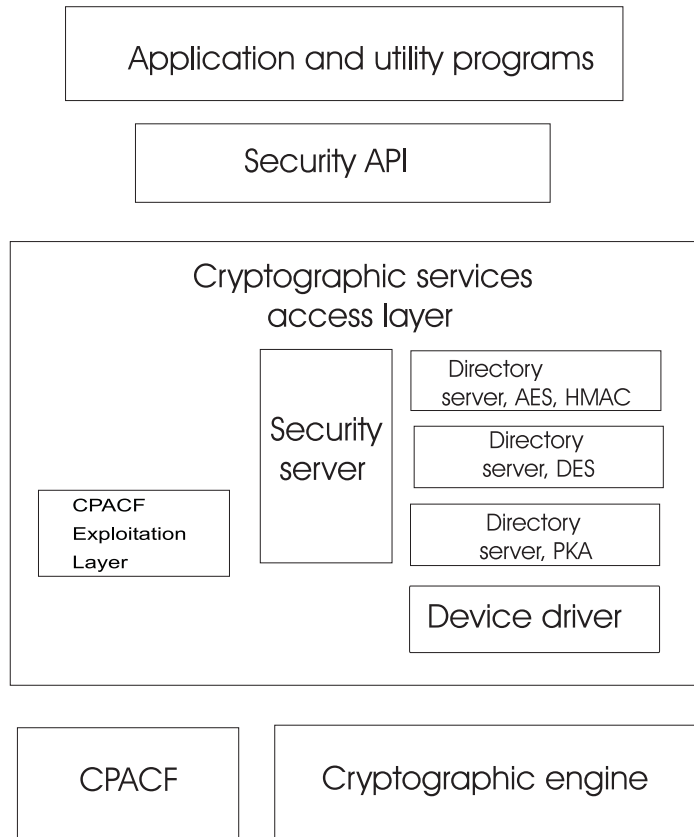 Application and utility programs
Security API
Cryptographic services
access layer
Security
server
Directory
server, AES, HMAC
Directory
server, DES
Directory
server, PKA
Device driver
CPACF
Exploitation
Layer
CPACF
Cryptographic engine